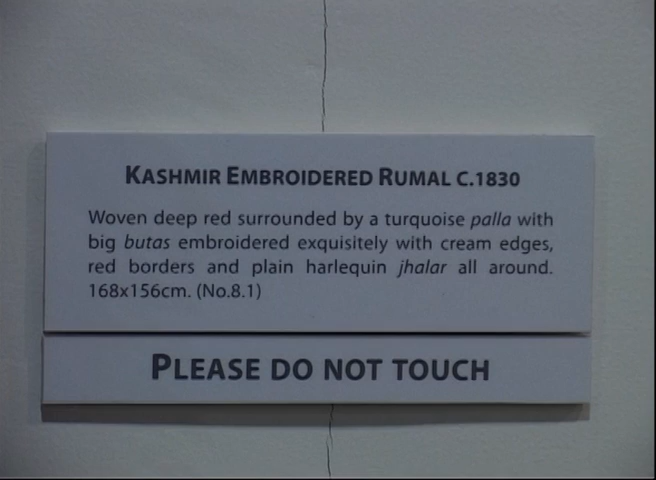 KASHMIR EMBROIDERED RUMAL C.1830
Woven deep red surrounded by a turquoise palla with
big butas embroidered exquisitely with cream edges,
red borders and plain harlequin jhalar all around.
168x156cm. (No.8.1)
PLEASE DO NOT TOUCH